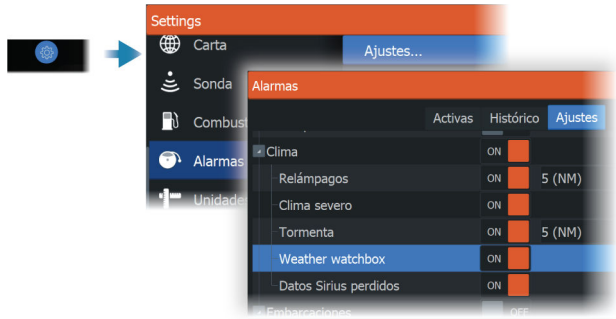 Settings
Carta
Ajustes...
Sonda
Combust
Alarmas
Unidade
Alarmas
Activas Histórico Ajustes
Clima ON
Relámpagos ON 5 (NM)
Clima severo ON
Tormenta ON 5 (NM)
Weather watchbox ON
Datos Sirius perdidos ON
Embarcaciones OFF